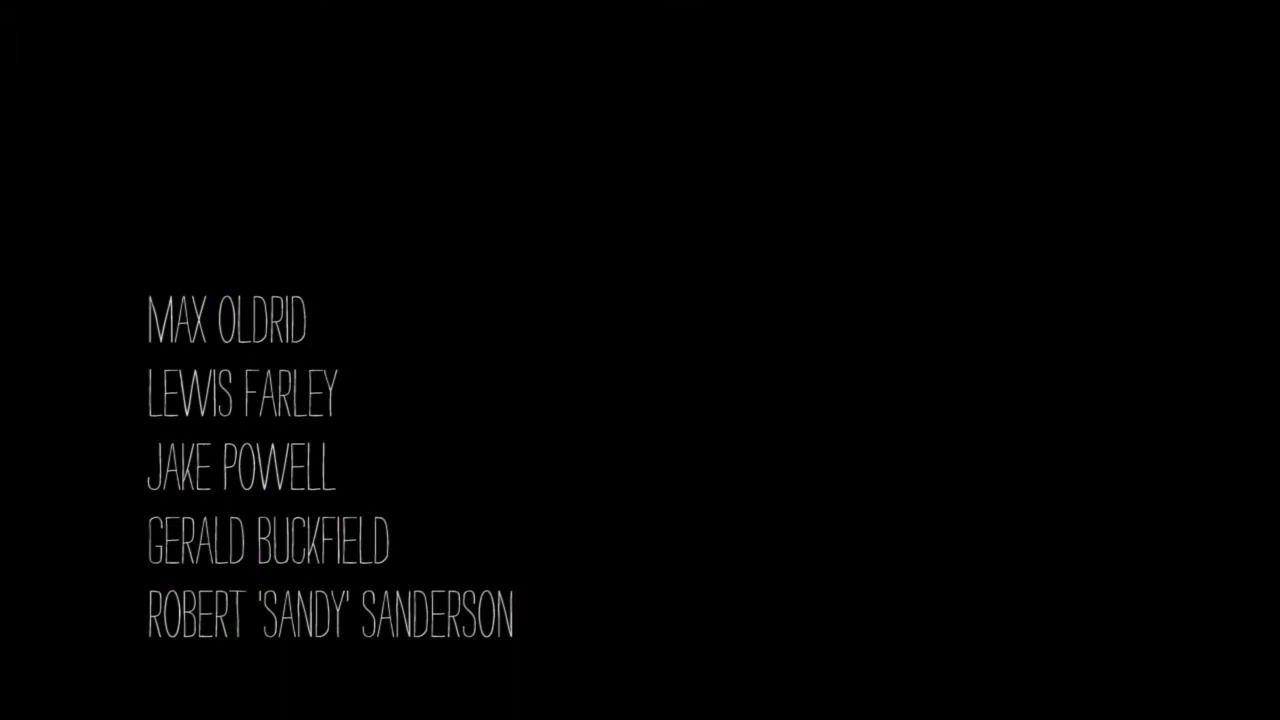 MAX OLDRID
LEWIS FARLEY
JAKE POWELL
GERALD BUCKFIELD
ROBERT 'SANDY' SANDERSON